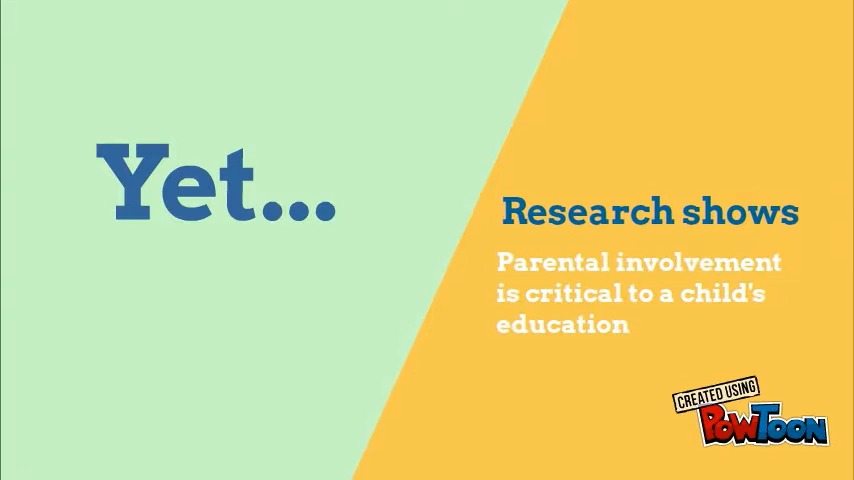 Yet...
Research shows
Parental involvement
is critical to a child's
education
CREATED USING
POWTOON